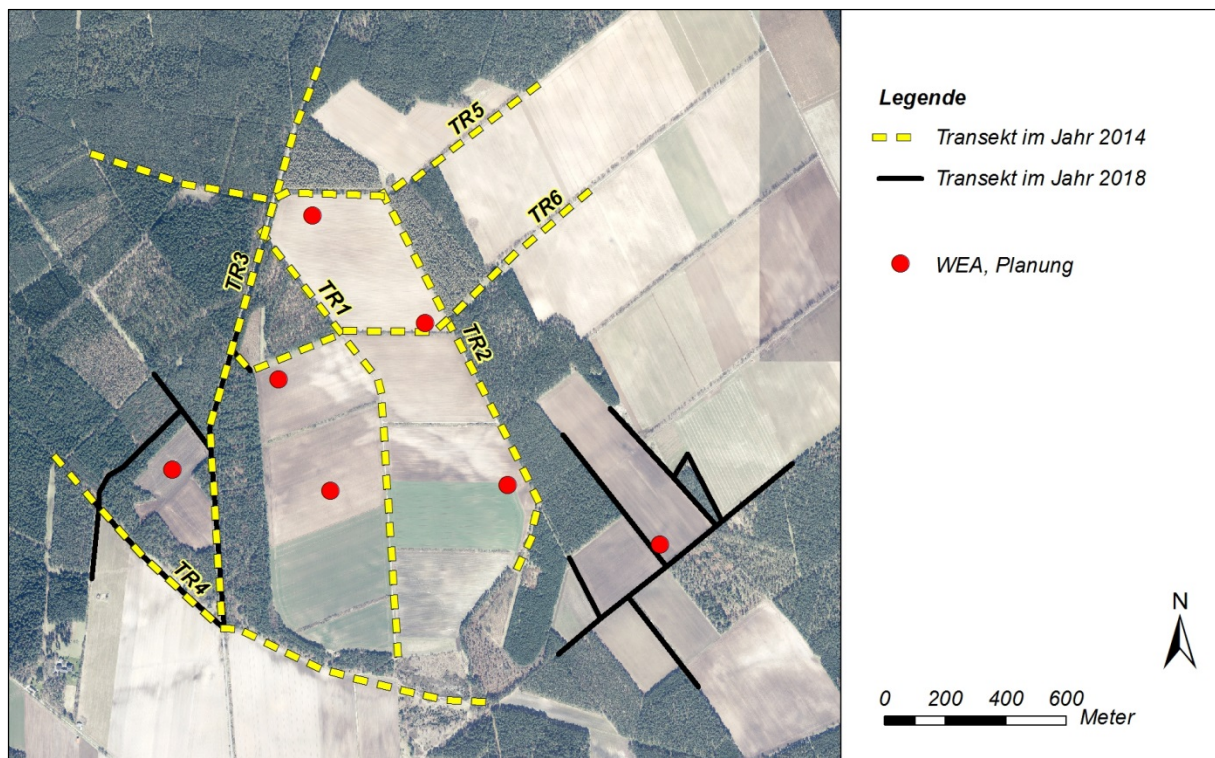 TR5
TR6
TR3
TR1
TR2
TR4
Legende
Transekt im Jahr 2014
Transekt im Jahr 2018
WEA, Planung
N
0 200 400 600
Meter